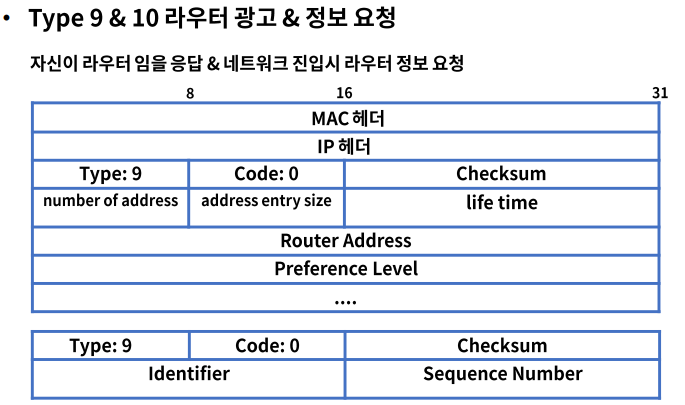 • Type 9 & 10 라우터 광고 & 정보 요청
자신이 라우터 임을 응답 & 네트워크 진입시 라우터 정보 요청
8 16 31
MAC 헤더
IP 헤더
Type: 9 Code: 0 Checksum
number of address address entry size life time
Router Address
Preference Level
....
Type: 9 Code: 0 Checksum
Identifier Sequence Number